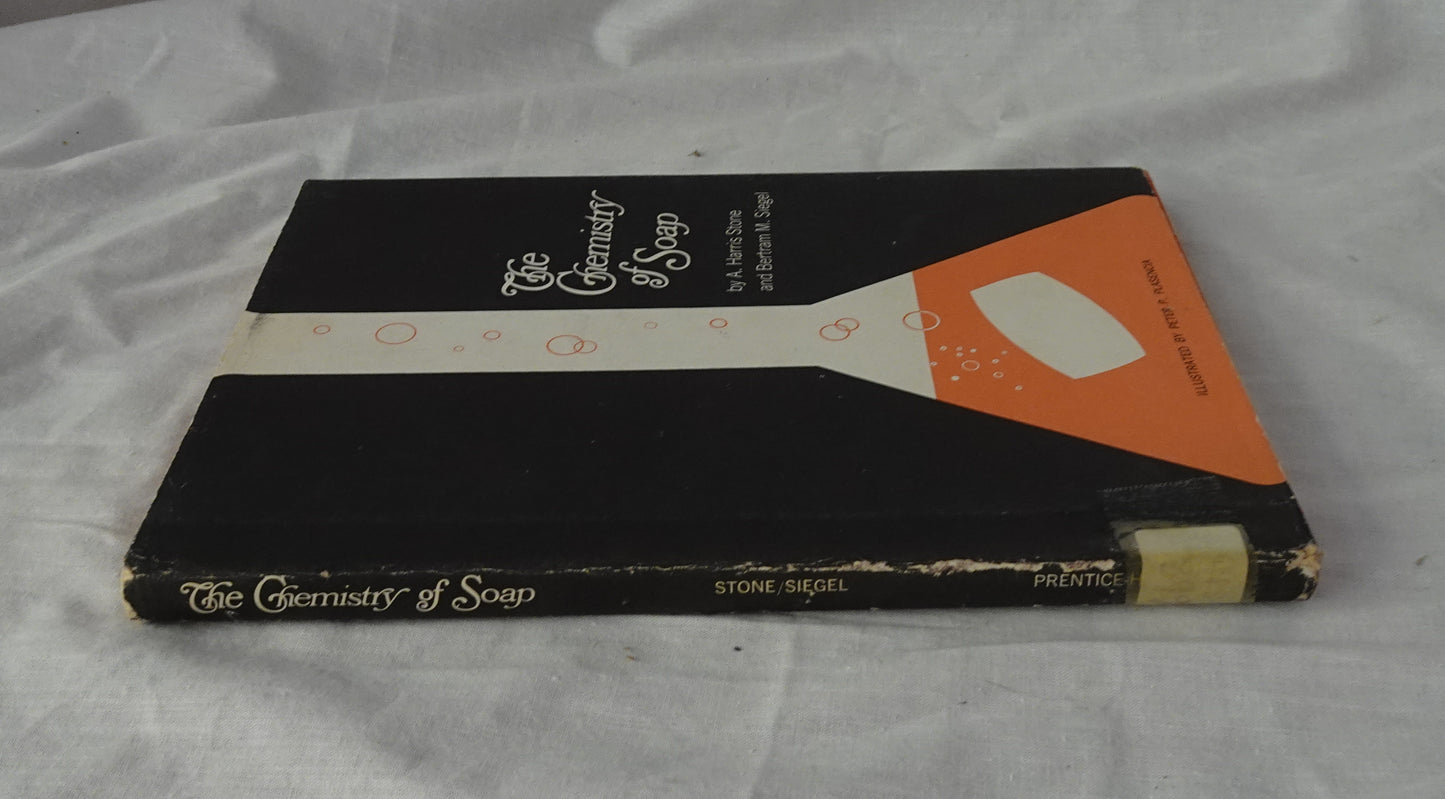 The
Chemistry
of Soap
by A. Harris Stone
and Bertram M. Siegel
ILLUSTRATED BY PETER P. PLASENCIA
The Chemistry of Soap
STONE/SIEGEL
PRENTICE-H